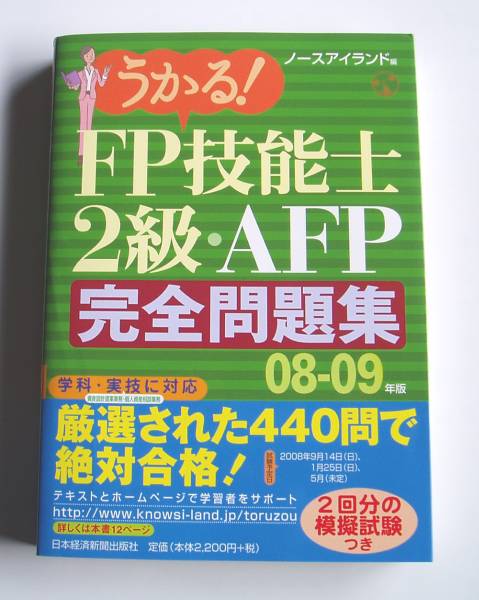 ノースアイランド編
うかる!
FP技能士
2級・AFP
完全問題集
08-09年版
学科・実技に対応
厳選された440問で
絶対合格!
試験予定日
2008年9月14日(日)、
1月25日(日)、
5月(未定)
テキストとホームページで学習者をサポート
http://www.knowsi-land.jp/toruzou
詳しくは本書12ページ
2回分の
模擬試験
つき
日本経済新聞出版社 定価(本体2,200円+税)